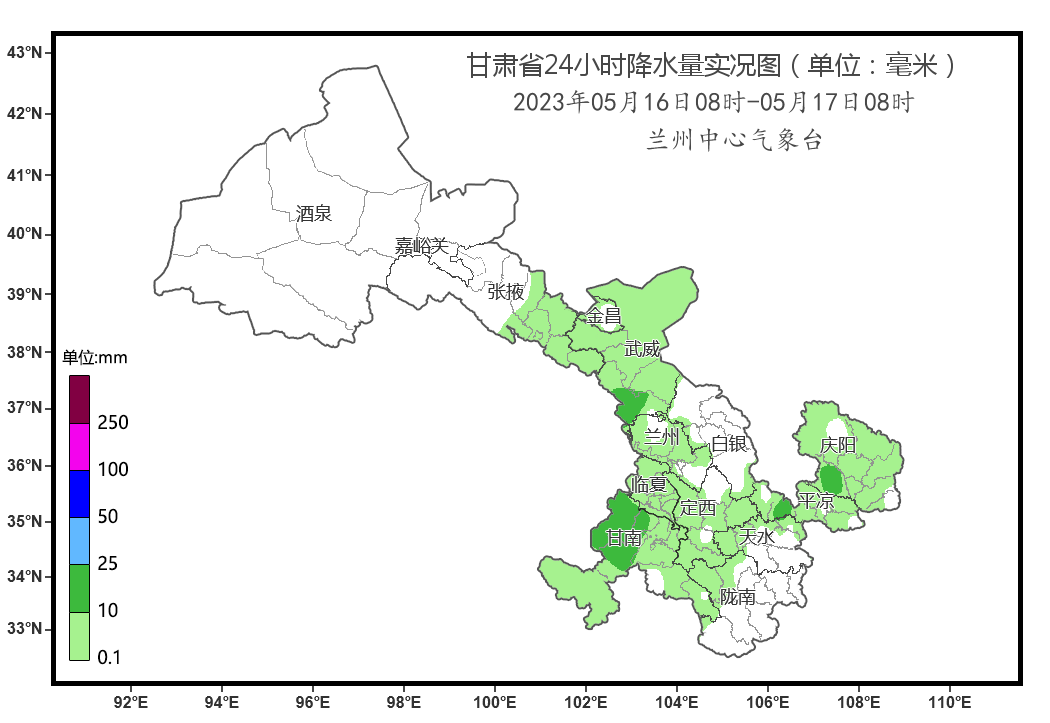 甘肃省24小时降水量实况图（单位：毫米）
2023年05月16日08时-05月17日08时
兰州中心气象台
43°N
42°N
41°N
40°N
39°N
38°N
37°N
36°N
35°N
34°N
33°N
酒泉
嘉峪关
张掖
金昌
武威
兰州
白银
庆阳
临夏
定西
平凉
甘南
天水
陇南
单位:mm
250
100
50
25
10
0.1
92°E
94°E
96°E
98°E
100°E
102°E
104°E
106°E
108°E
110°E